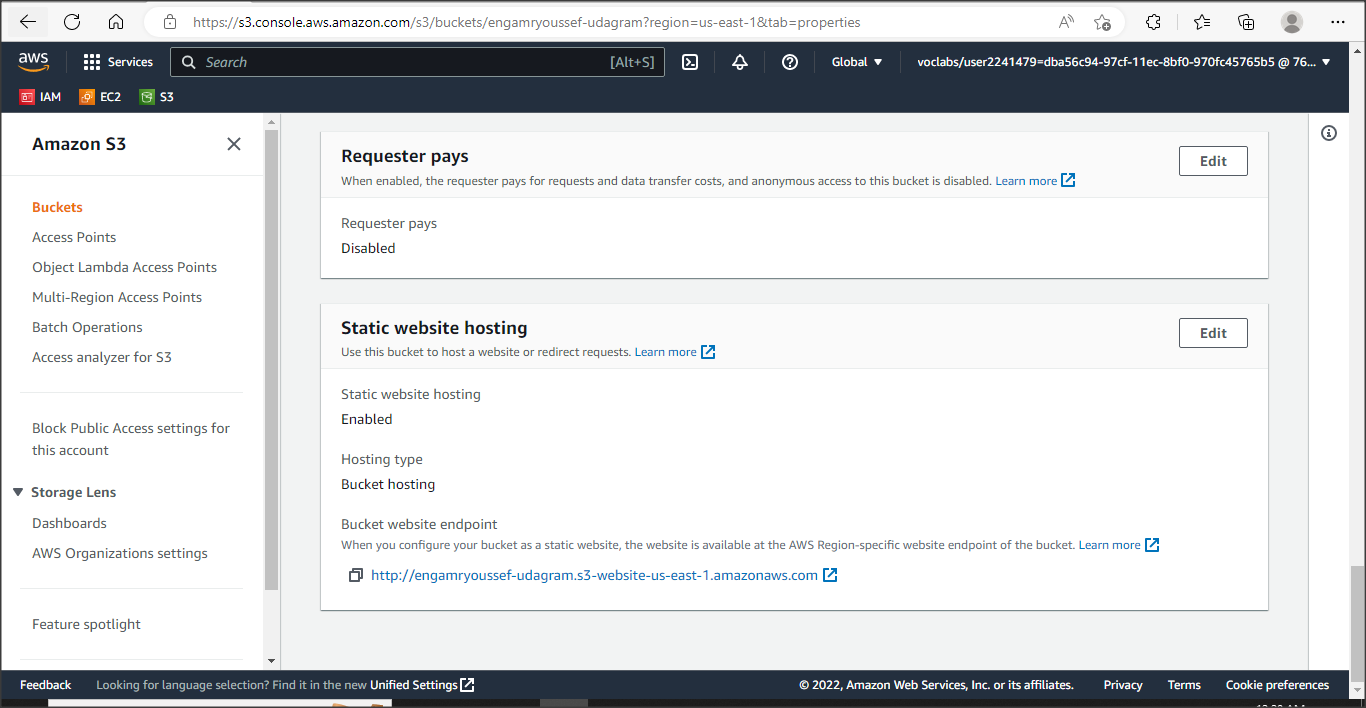 https://s3.console.aws.amazon.com/s3/buckets/engamryoussef-udagram?region=us-east-1&tab=properties
aws
Services
Search
[Alt+S]
Global
voclabs/user2241479=dba56c94-97cf-11ec-8bf0-970fc45765b5 @ 76...
IAM
EC2
S3
Amazon S3
Buckets
Access Points
Object Lambda Access Points
Multi-Region Access Points
Batch Operations
Access analyzer for S3
Block Public Access settings for
this account
Storage Lens
Dashboards
AWS Organizations settings
Feature spotlight
Requester pays
Edit
When enabled, the requester pays for requests and data transfer costs, and anonymous access to this bucket is disabled. Learn more
Requester pays
Disabled
Static website hosting
Edit
Use this bucket to host a website or redirect requests. Learn more
Static website hosting
Enabled
Hosting type
Bucket hosting
Bucket website endpoint
When you configure your bucket as a static website, the website is available at the AWS Region-specific website endpoint of the bucket. Learn more
http://engamryoussef-udagram.s3-website-us-east-1.amazonaws.com
Feedback
Looking for language selection? Find it in the new Unified Settings
© 2022, Amazon Web Services, Inc. or its affiliates.
Privacy
Terms
Cookie preferences